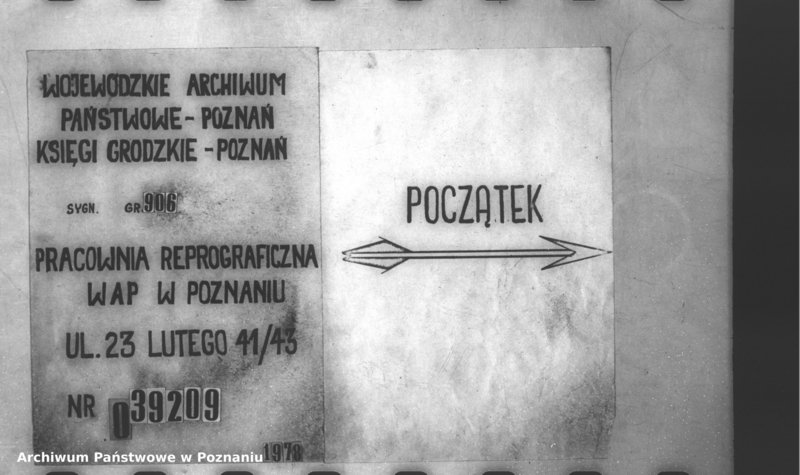 WOJEWÓDZKIE ARCHIWUM
PAŃSTWOWE - POZNAŃ
KSIĘGI GRODZKIE - POZNAŃ
SYGN. GR. 906
PRACOWNIA REPROGRAFICZNA
WAP W POZNANIU
UL. 23 LUTEGO 41/43
NR 039209
1978
POCZĄTEK
Archiwum Państwowe w Poznaniu